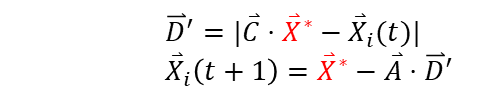 D⃗′ = |C⃗ · X⃗* − X⃗ᵢ(t)|
X⃗ᵢ(t + 1) = X⃗* − A⃗ · D⃗′